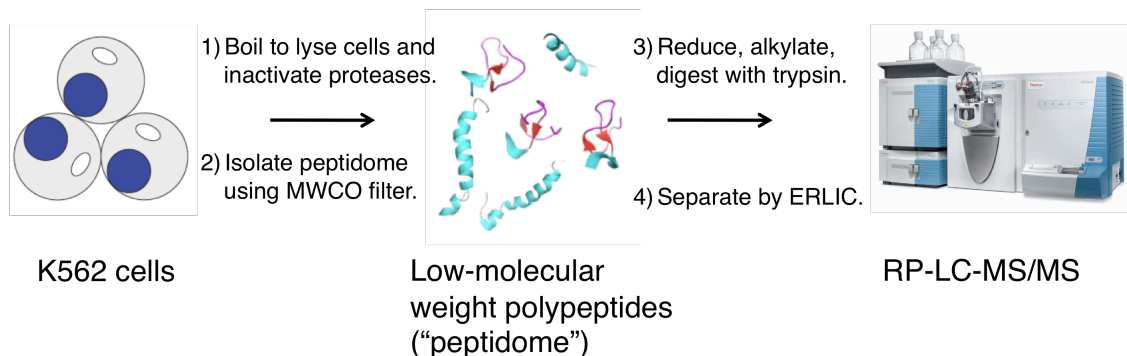 1) Boil to lyse cells and
inactivate proteases.
2) Isolate peptidome
using MWCO filter.
3) Reduce, alkylate,
digest with trypsin.
4) Separate by ERLIC.
K562 cells
Low-molecular
weight polypeptides
(“peptidome”)
RP-LC-MS/MS